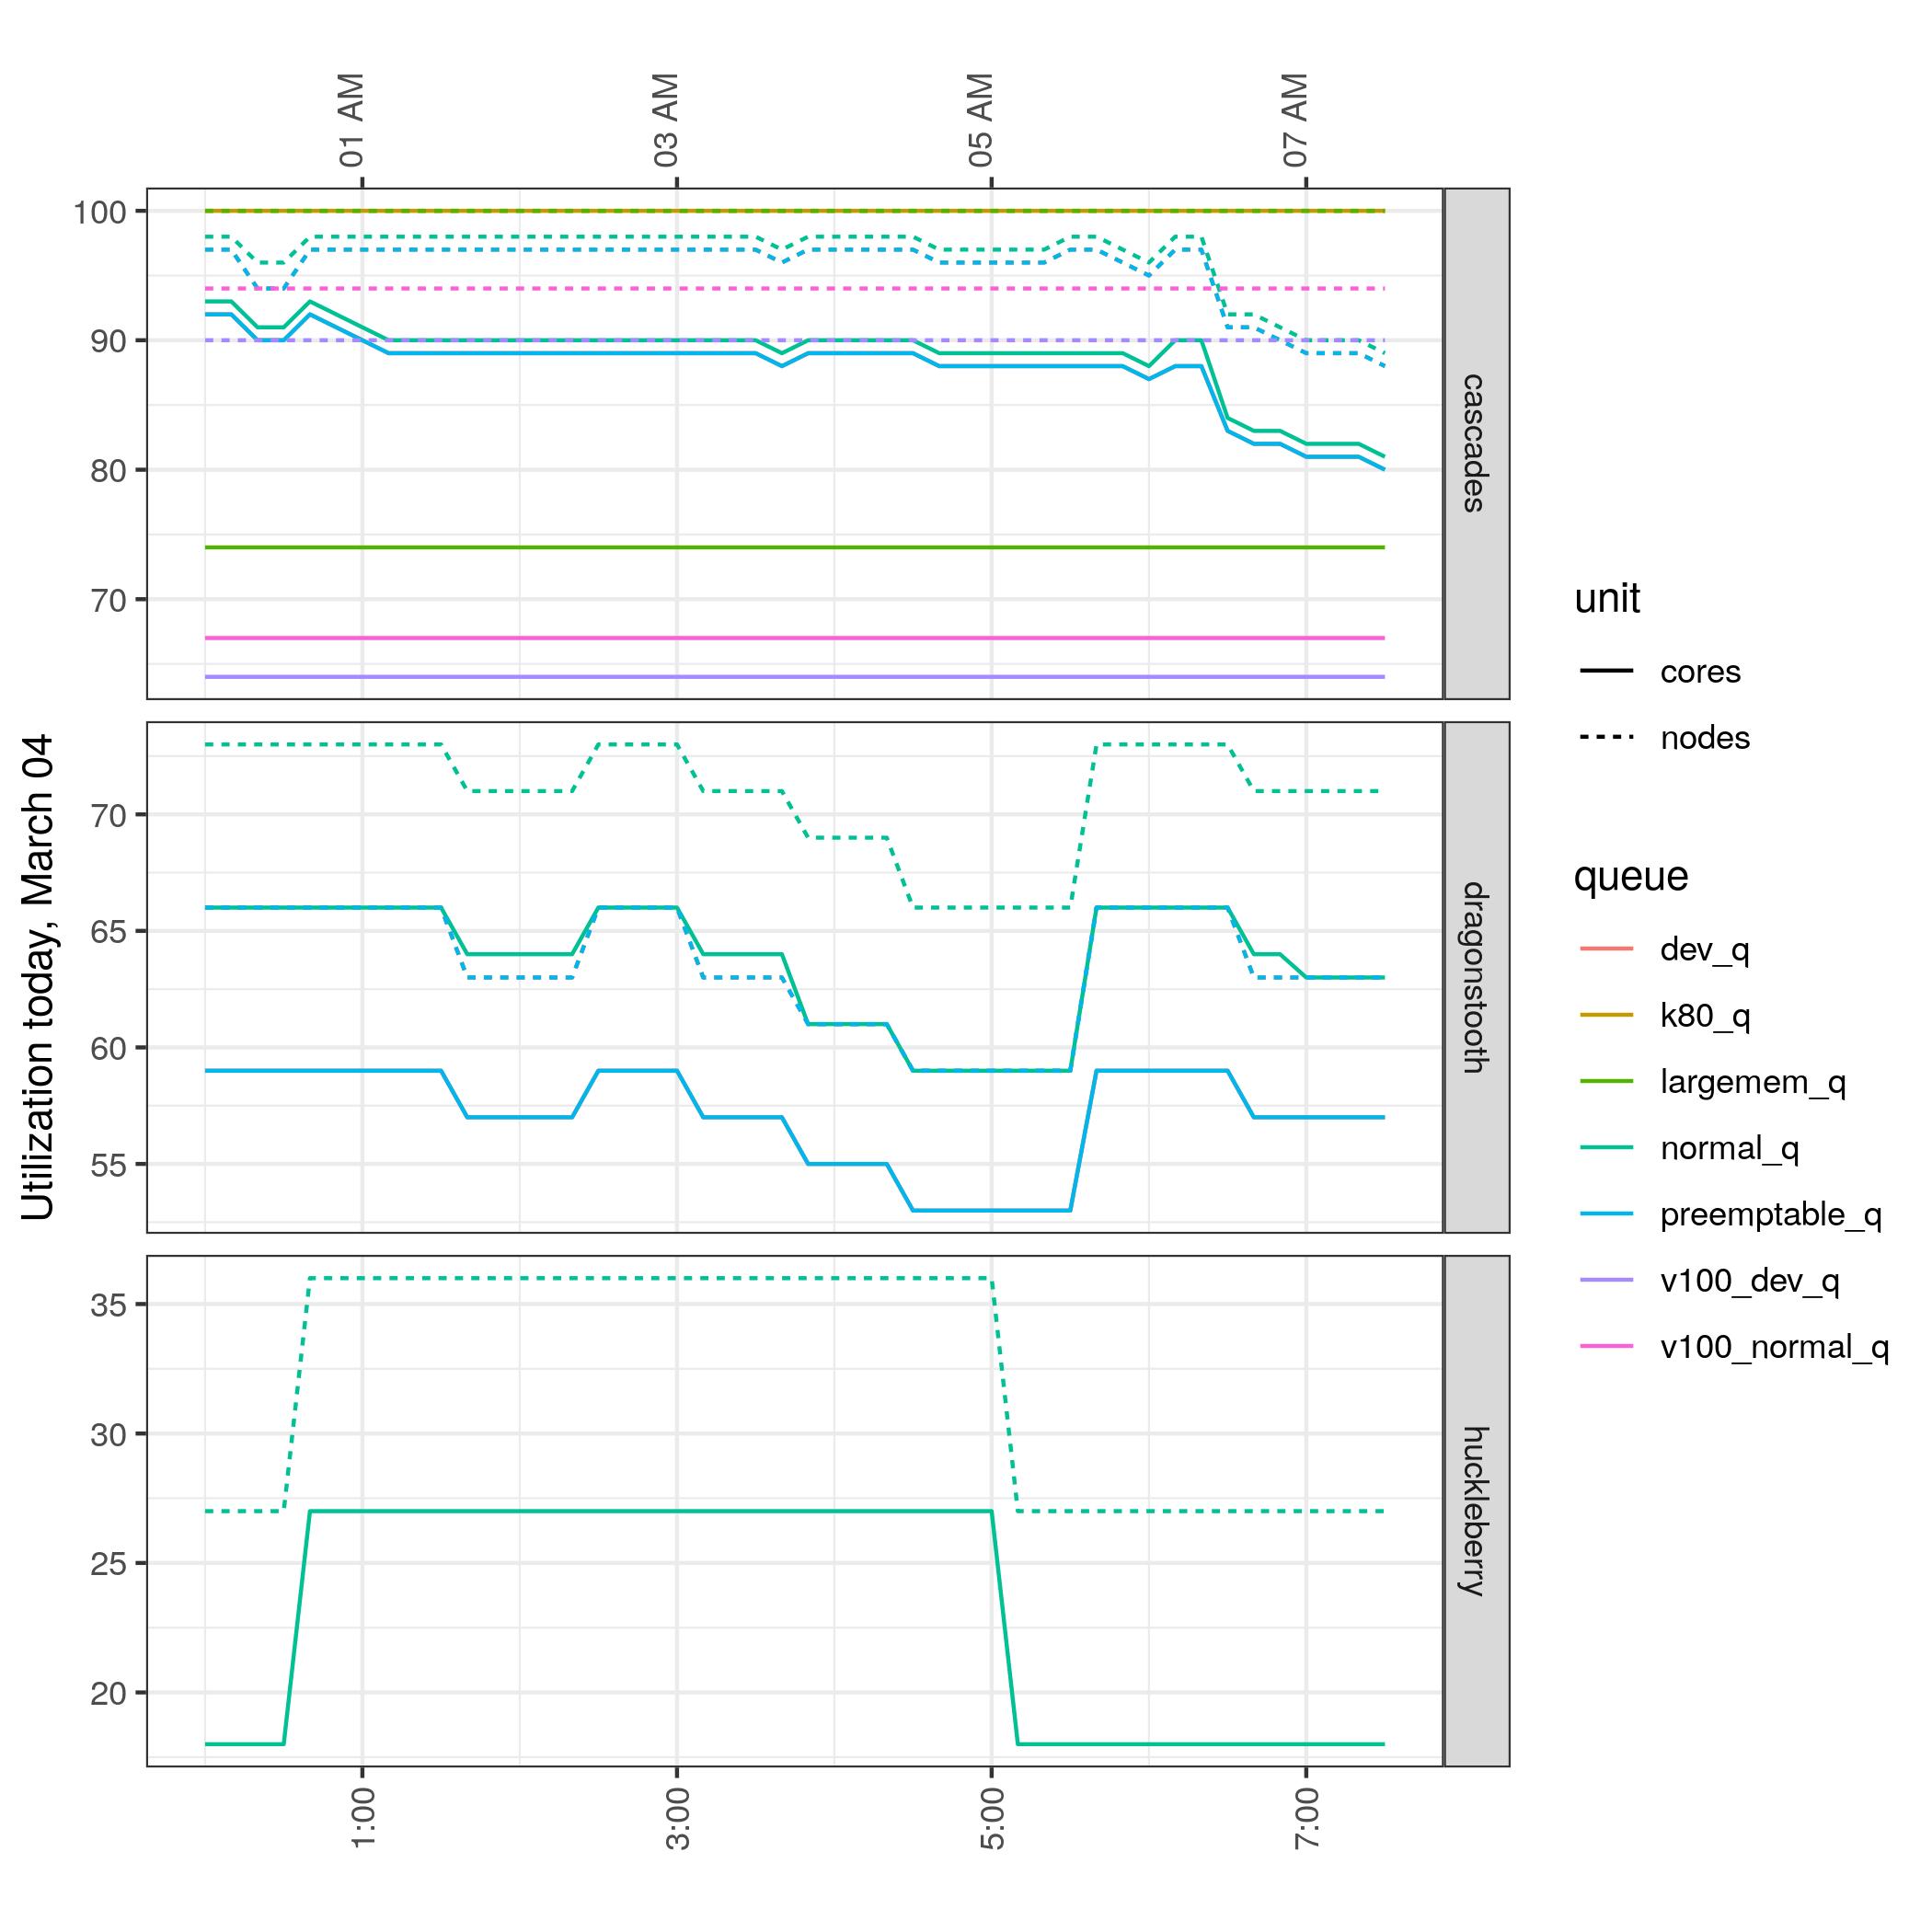 01 AM
03 AM
05 AM
07 AM
Utilization today, March 04
100
90
80
70
cascades
70
65
60
55
dragonstooth
35
30
25
20
huckleberry
1:00
3:00
5:00
7:00
unit
cores
nodes
queue
dev_q
k80_q
largemem_q
normal_q
preemptable_q
v100_dev_q
v100_normal_q